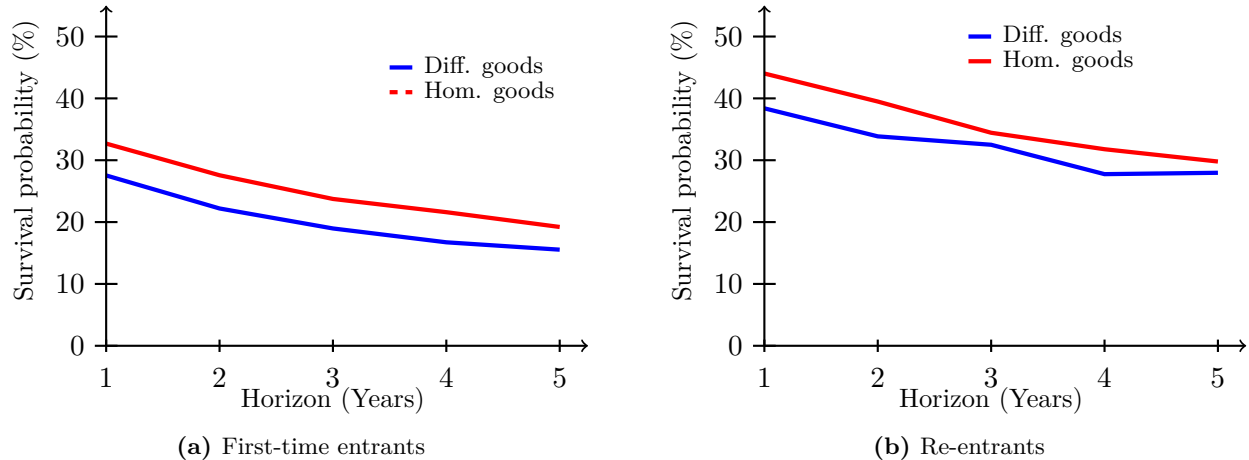 Survival probability (%)
50
40
30
20
10
0
Diff. goods
Hom. goods
1 2 3 4 5
Horizon (Years)
(a) First-time entrants
Survival probability (%)
50
40
30
20
10
0
Diff. goods
Hom. goods
1 2 3 4 5
Horizon (Years)
(b) Re-entrants